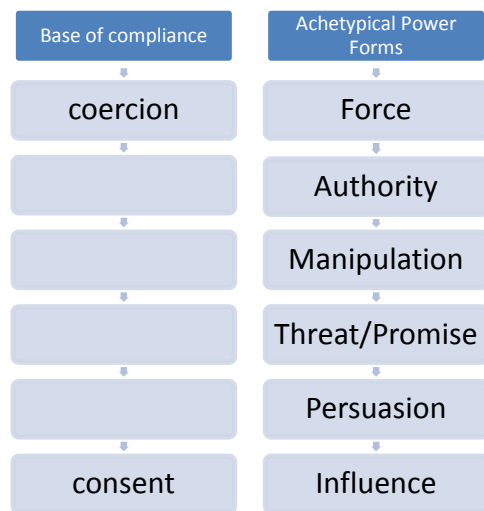 Base of compliance
coercion
consent
Achetypical Power
Forms
Force
Authority
Manipulation
Threat/Promise
Persuasion
Influence